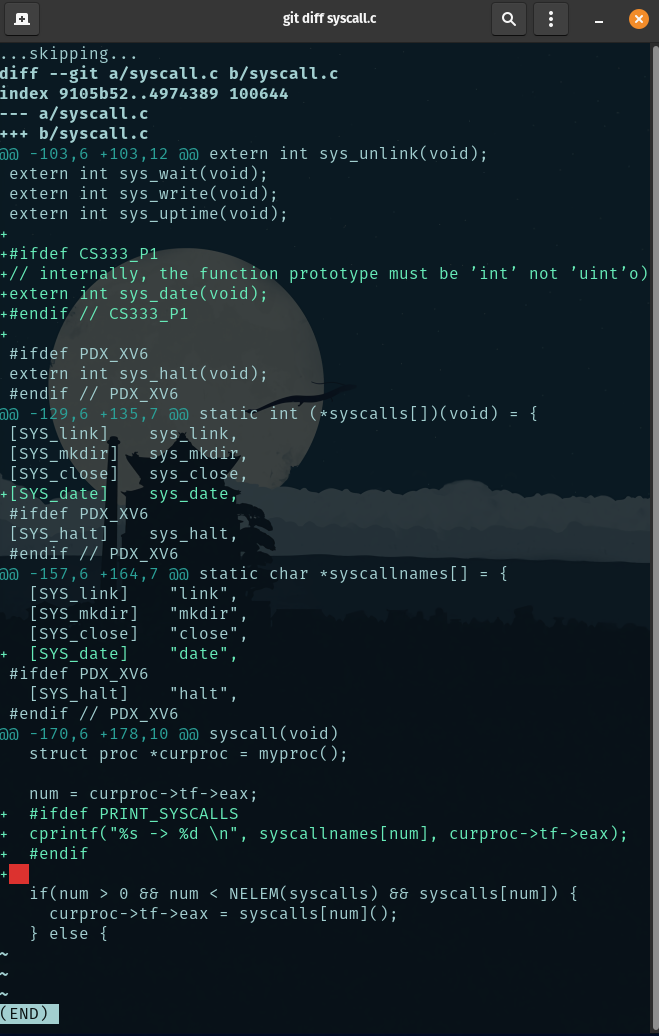 git diff syscall.c
...skipping...
diff --git a/syscall.c b/syscall.c
index 9105b52..4974389 100644
--- a/syscall.c
+++ b/syscall.c
@@ -103,6 +103,12 @@ extern int sys_unlink(void);
 extern int sys_wait(void);
 extern int sys_write(void);
 extern int sys_uptime(void);
+
+#ifdef CS333_P1
+// internally, the function prototype must be ’int’ not ’uint’o)
+extern int sys_date(void);
+#endif // CS333_P1
+
 #ifdef PDX_XV6
 extern int sys_halt(void);
 #endif // PDX_XV6
@@ -129,6 +135,7 @@ static int (*syscalls[])(void) = {
 [SYS_link]    sys_link,
 [SYS_mkdir]   sys_mkdir,
 [SYS_close]   sys_close,
+[SYS_date]    sys_date,
 #ifdef PDX_XV6
 [SYS_halt]    sys_halt,
 #endif // PDX_XV6
@@ -157,6 +164,7 @@ static char *syscallnames[] = {
   [SYS_link]    "link",
   [SYS_mkdir]   "mkdir",
   [SYS_close]   "close",
+  [SYS_date]    "date",
 #ifdef PDX_XV6
   [SYS_halt]    "halt",
 #endif // PDX_XV6
@@ -170,6 +178,10 @@ syscall(void)
   struct proc *curproc = myproc();

   num = curproc->tf->eax;
+  #ifdef PRINT_SYSCALLS
+  cprintf("%s -> %d \n", syscallnames[num], curproc->tf->eax);
+  #endif
+
   if(num > 0 && num < NELEM(syscalls) && syscalls[num]) {
     curproc->tf->eax = syscalls[num]();
   } else {
~
~
~
(END)